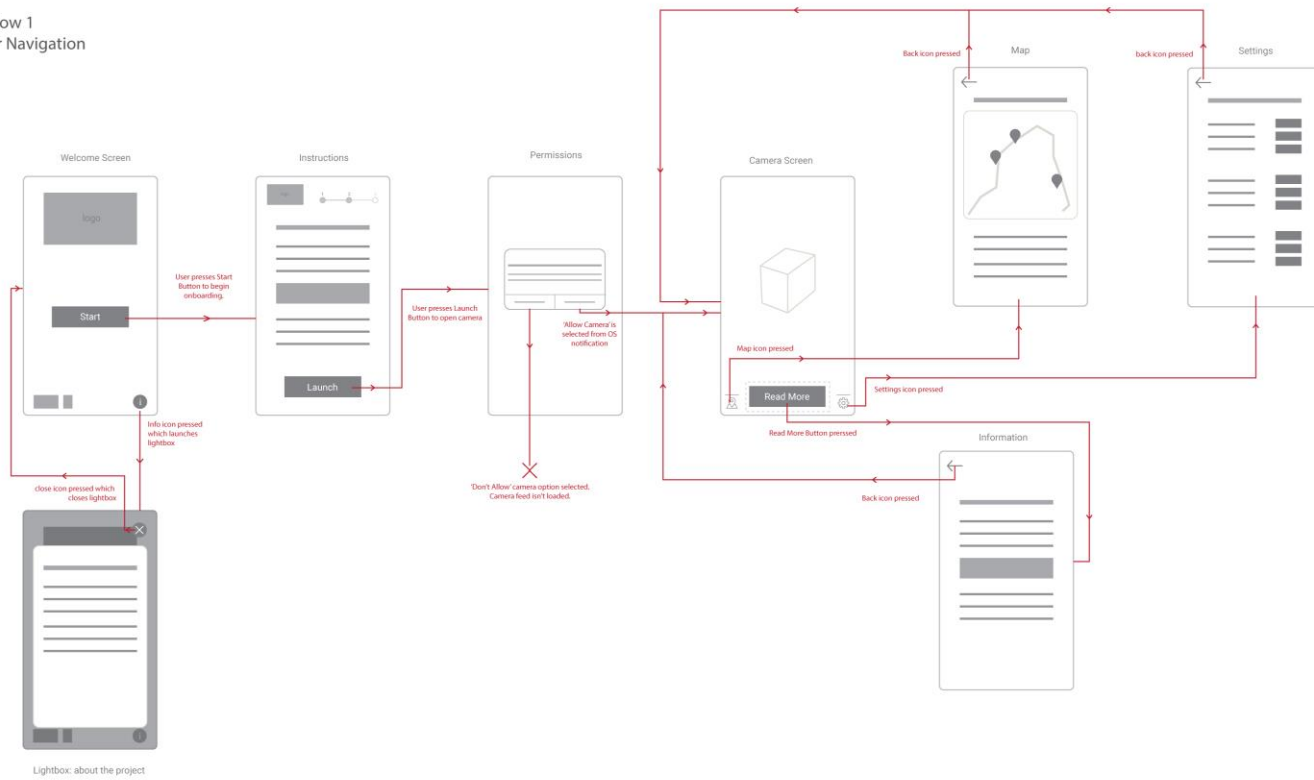 ow 1
r Navigation
Back icon pressed
Map
back icon pressed
Settings
Welcome Screen
Instructions
Permissions
Camera Screen
logo
User presses Start
Button to begin
onboarding.
Start
User presses Launch
Button to open camera
'Allow Camera' is
selected from OS
notification
Launch
Map icon pressed
Read More
Settings icon pressed
Info icon pressed
which launches
lightbox
Read More Button prerssed
Information
close icon pressed which
closes lightbox
'Don't Allow' camera option selected.
Camera feed isn't loaded.
Back icon pressed
Lightbox: about the project